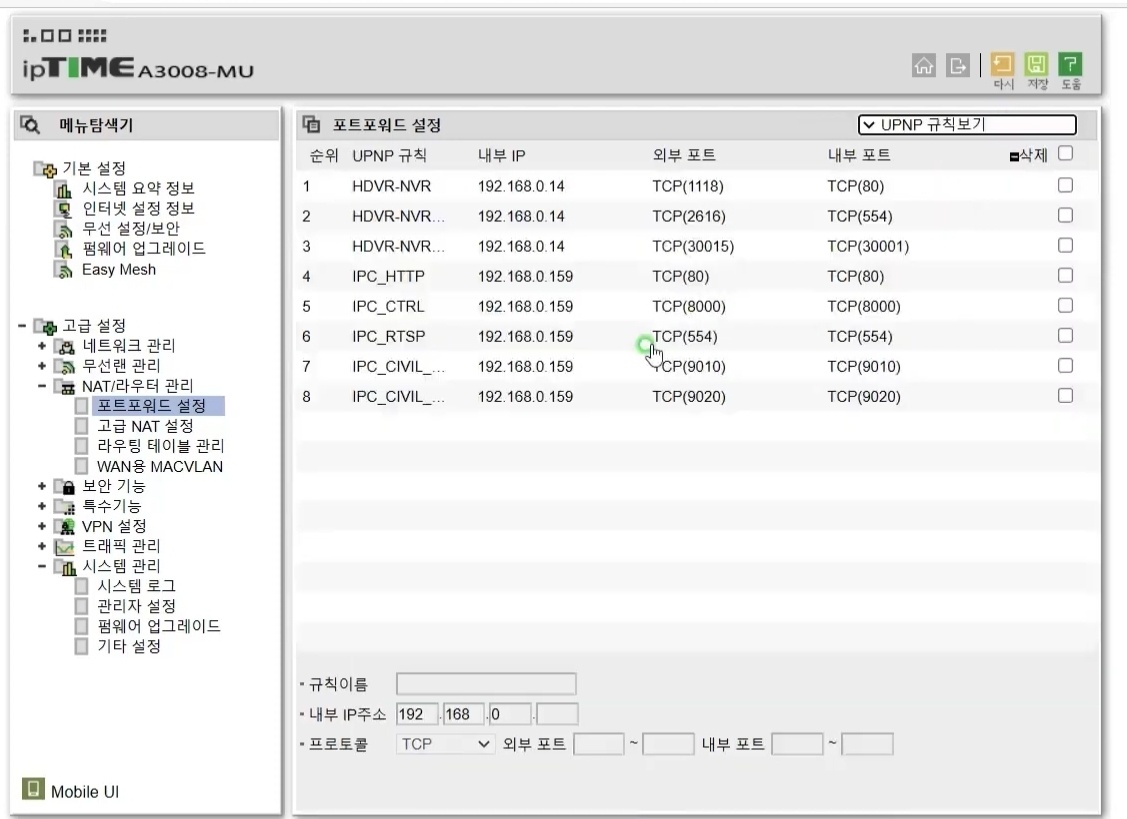 ipTIME A3008-MU
다시 저장 도움
메뉴탐색기
기본 설정
시스템 요약 정보
인터넷 설정 정보
무선 설정/보안
펌웨어 업그레이드
Easy Mesh
고급 설정
네트워크 관리
무선랜 관리
NAT/라우터 관리
포트포워드 설정
고급 NAT 설정
라우팅 테이블 관리
WAN용 MACVLAN
보안 기능
특수기능
VPN 설정
트래픽 관리
시스템 관리
시스템 로그
관리자 설정
펌웨어 업그레이드
기타 설정
Mobile UI
포트포워드 설정 UPNP 규칙보기
순위 UPNP 규칙 내부 IP 외부 포트 내부 포트 삭제
1 HDVR-NVR 192.168.0.14 TCP(1118) TCP(80)
2 HDVR-NVR... 192.168.0.14 TCP(2616) TCP(554)
3 HDVR-NVR... 192.168.0.14 TCP(30015) TCP(30001)
4 IPC_HTTP 192.168.0.159 TCP(80) TCP(80)
5 IPC_CTRL 192.168.0.159 TCP(8000) TCP(8000)
6 IPC_RTSP 192.168.0.159 TCP(554) TCP(554)
7 IPC_CIVIL_... 192.168.0.159 TCP(9010) TCP(9010)
8 IPC_CIVIL_... 192.168.0.159 TCP(9020) TCP(9020)
규칙이름
내부 IP주소 192 . 168 . 0 .
프로토콜 TCP 외부 포트 ~ 내부 포트 ~